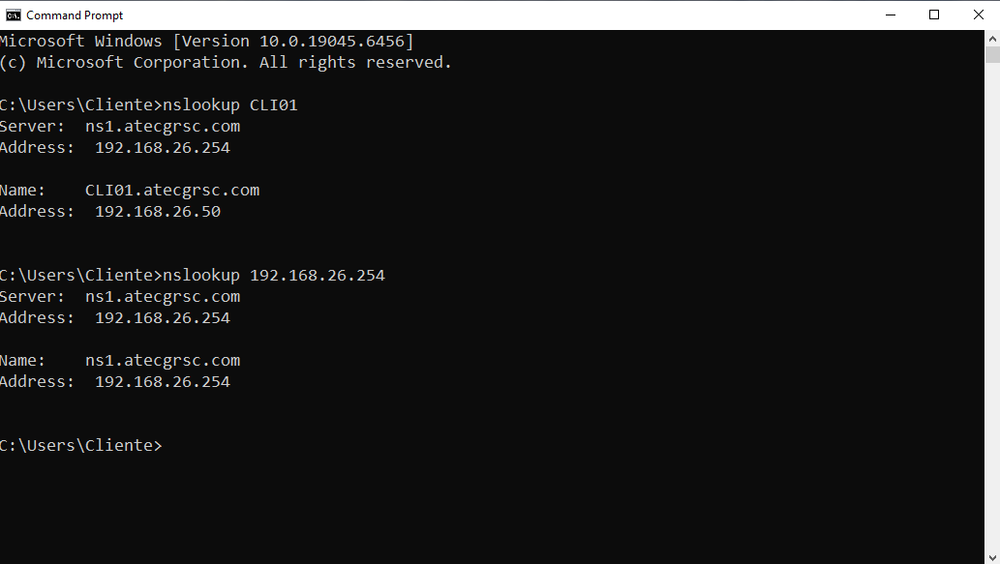 Command Prompt
Microsoft Windows [Version 10.0.19045.6456]
(c) Microsoft Corporation. All rights reserved.
C:\Users\Cliente>nslookup CLI01
Server:  ns1.atecgrsc.com
Address:  192.168.26.254
Name:    CLI01.atecgrsc.com
Address:  192.168.26.50
C:\Users\Cliente>nslookup 192.168.26.254
Server:  ns1.atecgrsc.com
Address:  192.168.26.254
Name:    ns1.atecgrsc.com
Address:  192.168.26.254
C:\Users\Cliente>